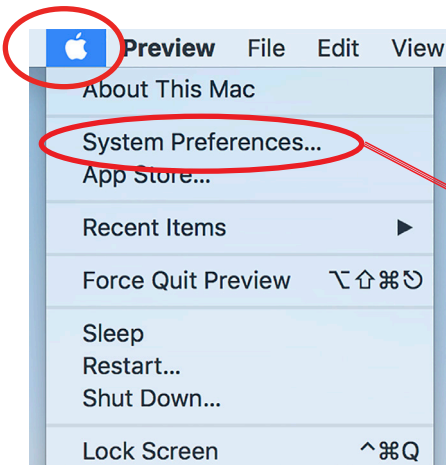 Preview File Edit View
About This Mac
System Preferences...
App Store...
Recent Items ▶
Force Quit Preview ⌥⇧⌘⎋
Sleep
Restart...
Shut Down...
Lock Screen ^⌘Q